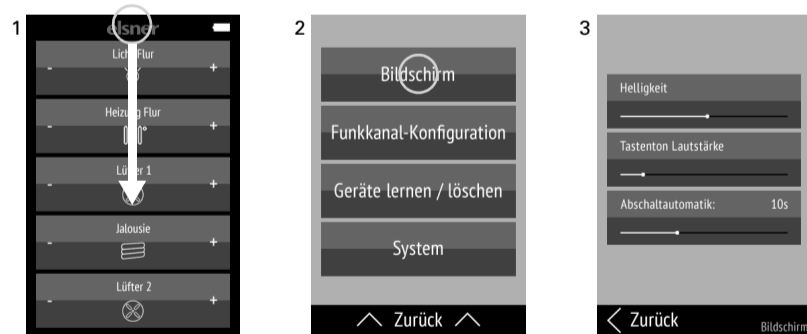 1
elsner
Licht Flur
- +
Heizung Flur
- +
Lüfter 1
- +
Jalousie
- +
Lüfter 2
- +
2
Bildschirm
Funkkanal-Konfiguration
Geräte lernen / löschen
System
Zurück
3
Helligkeit
Tastenton Lautstärke
Abschaltautomatik: 10s
Zurück
Bildschirm